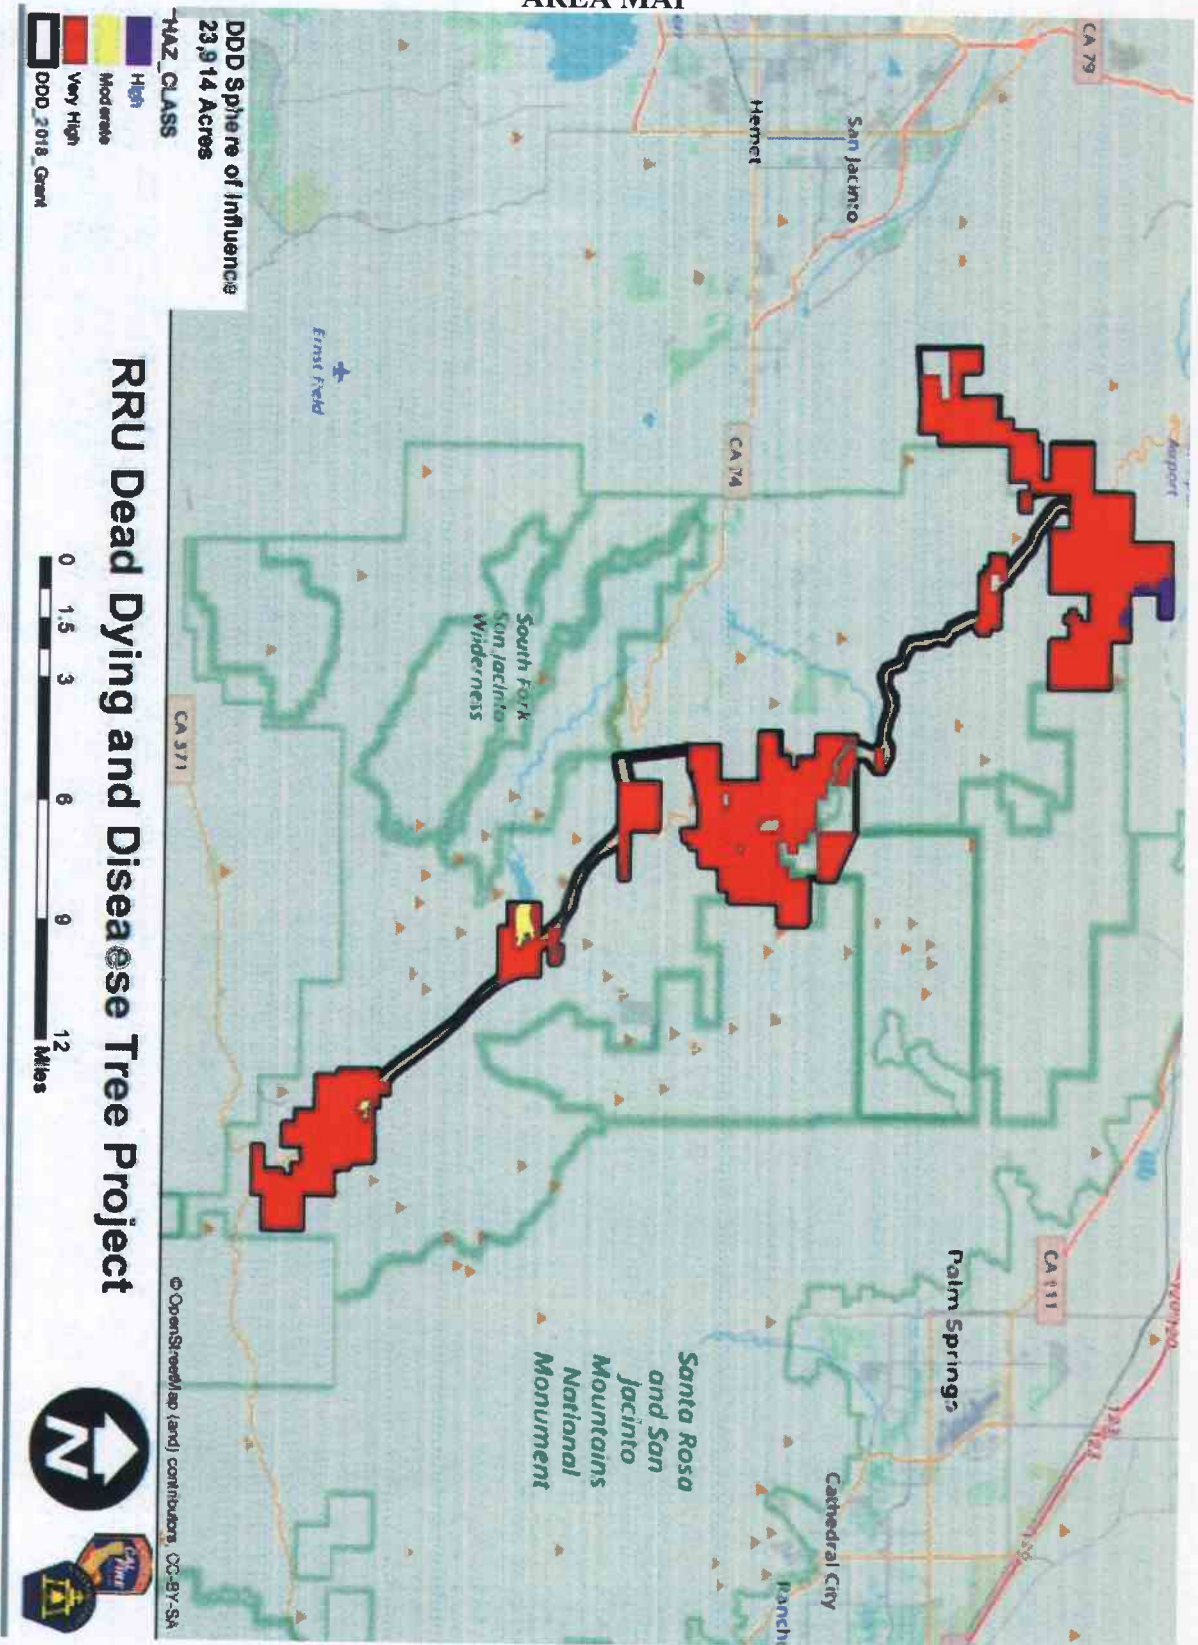 AREA MAP
CA 79
San Jacinto
Hemet
CA 74
Airport
Ernst Field
South Fork
San Jacinto
Wilderness
CA 371
CA 111
Palm Springs
Cathedral City
Santa Rosa
and San
Jacinto
Mountains
National
Monument
Ranch
DDD Sphere of Influence
23,914 Acres
HAZ_CLASS
High
Moderate
Very High
DDD_2018_Grant
© OpenStreetMap (and) contributors, CC-BY-SA
RRU Dead Dying and Diseaese Tree Project
0 1.5 3 6 9 12
Miles
N